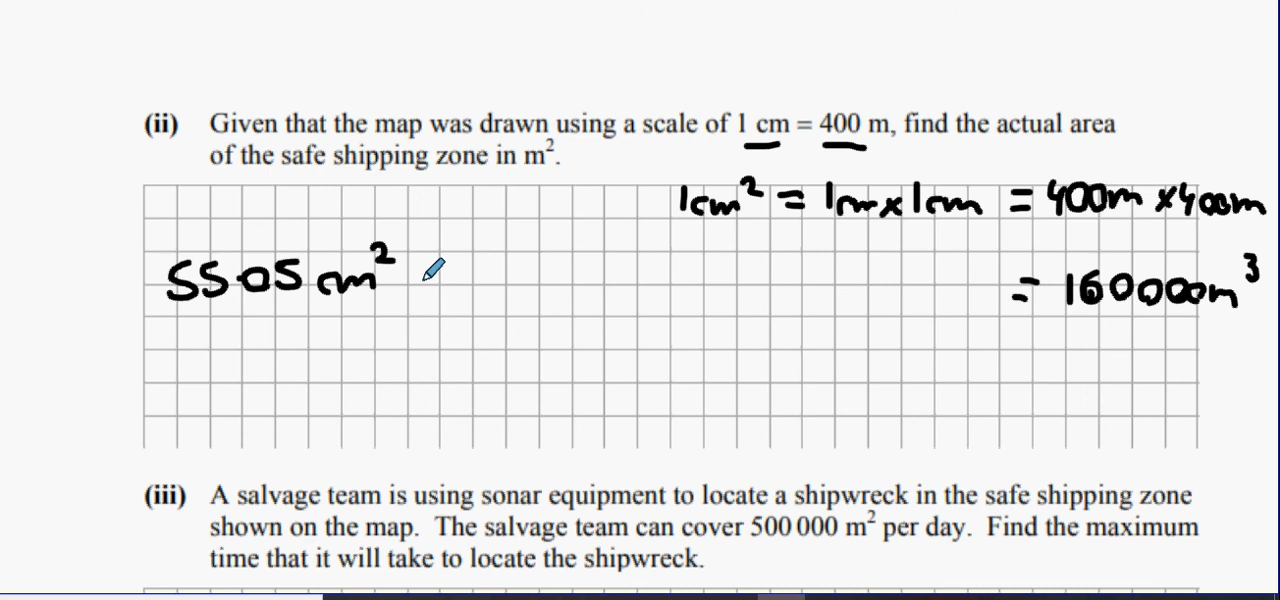 (ii) Given that the map was drawn using a scale of 1 cm = 400 m, find the actual area
of the safe shipping zone in m².
1cm² = 1cm x 1cm = 400m x 400m
5505 cm²
= 160000m³
(iii) A salvage team is using sonar equipment to locate a shipwreck in the safe shipping zone
shown on the map. The salvage team can cover 500 000 m² per day. Find the maximum
time that it will take to locate the shipwreck.